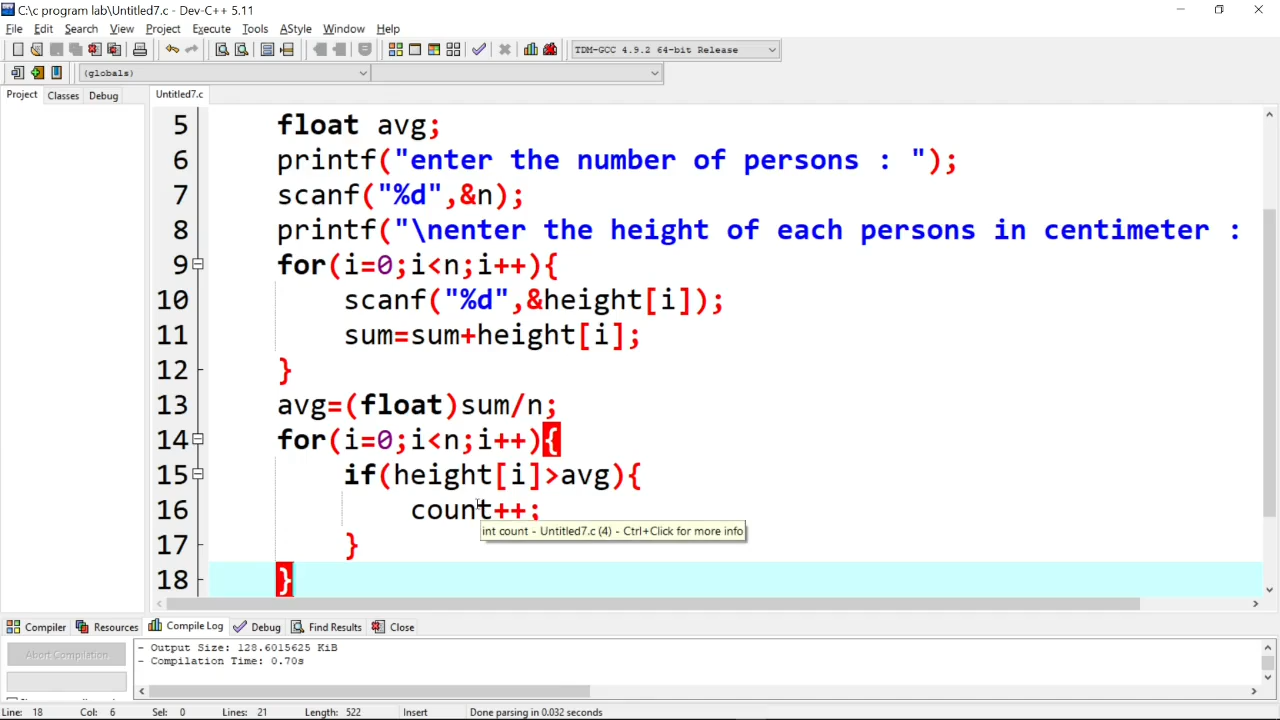 C:\c program lab\Untitled7.c - Dev-C++ 5.11
File Edit Search View Project Execute Tools AStyle Window Help
TDM-GCC 4.9.2 64-bit Release
(globals)
Project Classes Debug Untitled7.c
5 float avg;
6 printf("enter the number of persons : ");
7 scanf("%d",&n);
8 printf("\nenter the height of each persons in centimeter :
9 for(i=0;i<n;i++){
10 scanf("%d",&height[i]);
11 sum=sum+height[i];
12 }
13 avg=(float)sum/n;
14 for(i=0;i<n;i++){
15 if(height[i]>avg){
16 count++;
int count - Untitled7.c (4) - Ctrl+Click for more info
17 }
18 }
Compiler Resources Compile Log Debug Find Results Close
Abort Compilation
- Output Size: 128.6015625 KiB
- Compilation Time: 0.70s
Line: 18 Col: 6 Sel: 0 Lines: 21 Length: 522 Insert Done parsing in 0.032 seconds